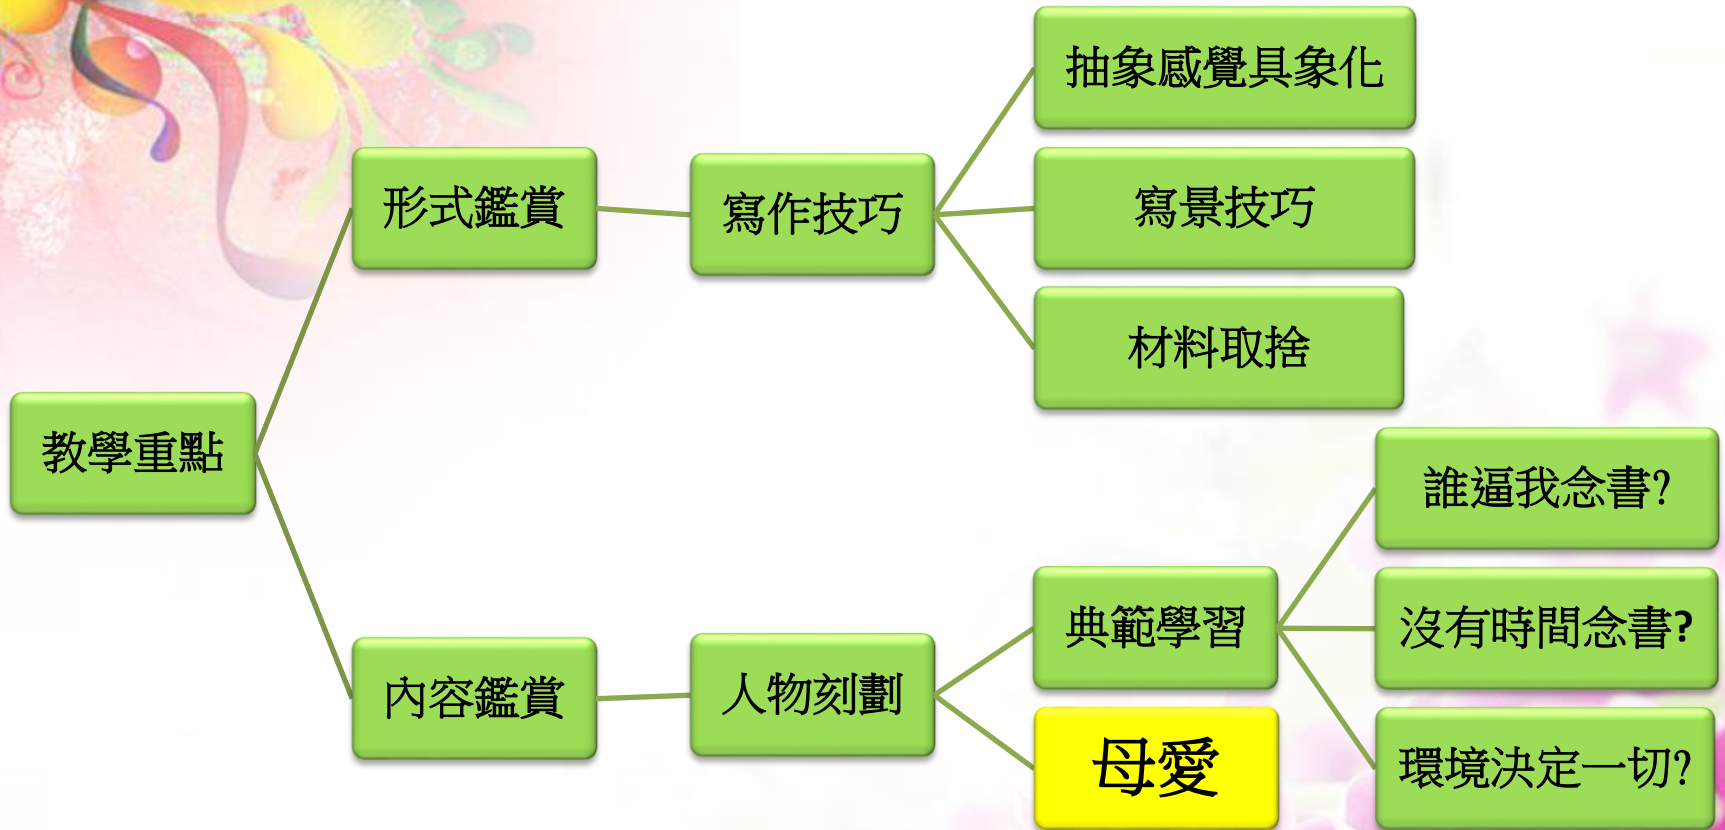 教學重點
形式鑑賞
寫作技巧
抽象感覺具象化
寫景技巧
材料取捨
內容鑑賞
人物刻劃
典範學習
誰逼我念書?
沒有時間念書?
環境決定一切?
母愛